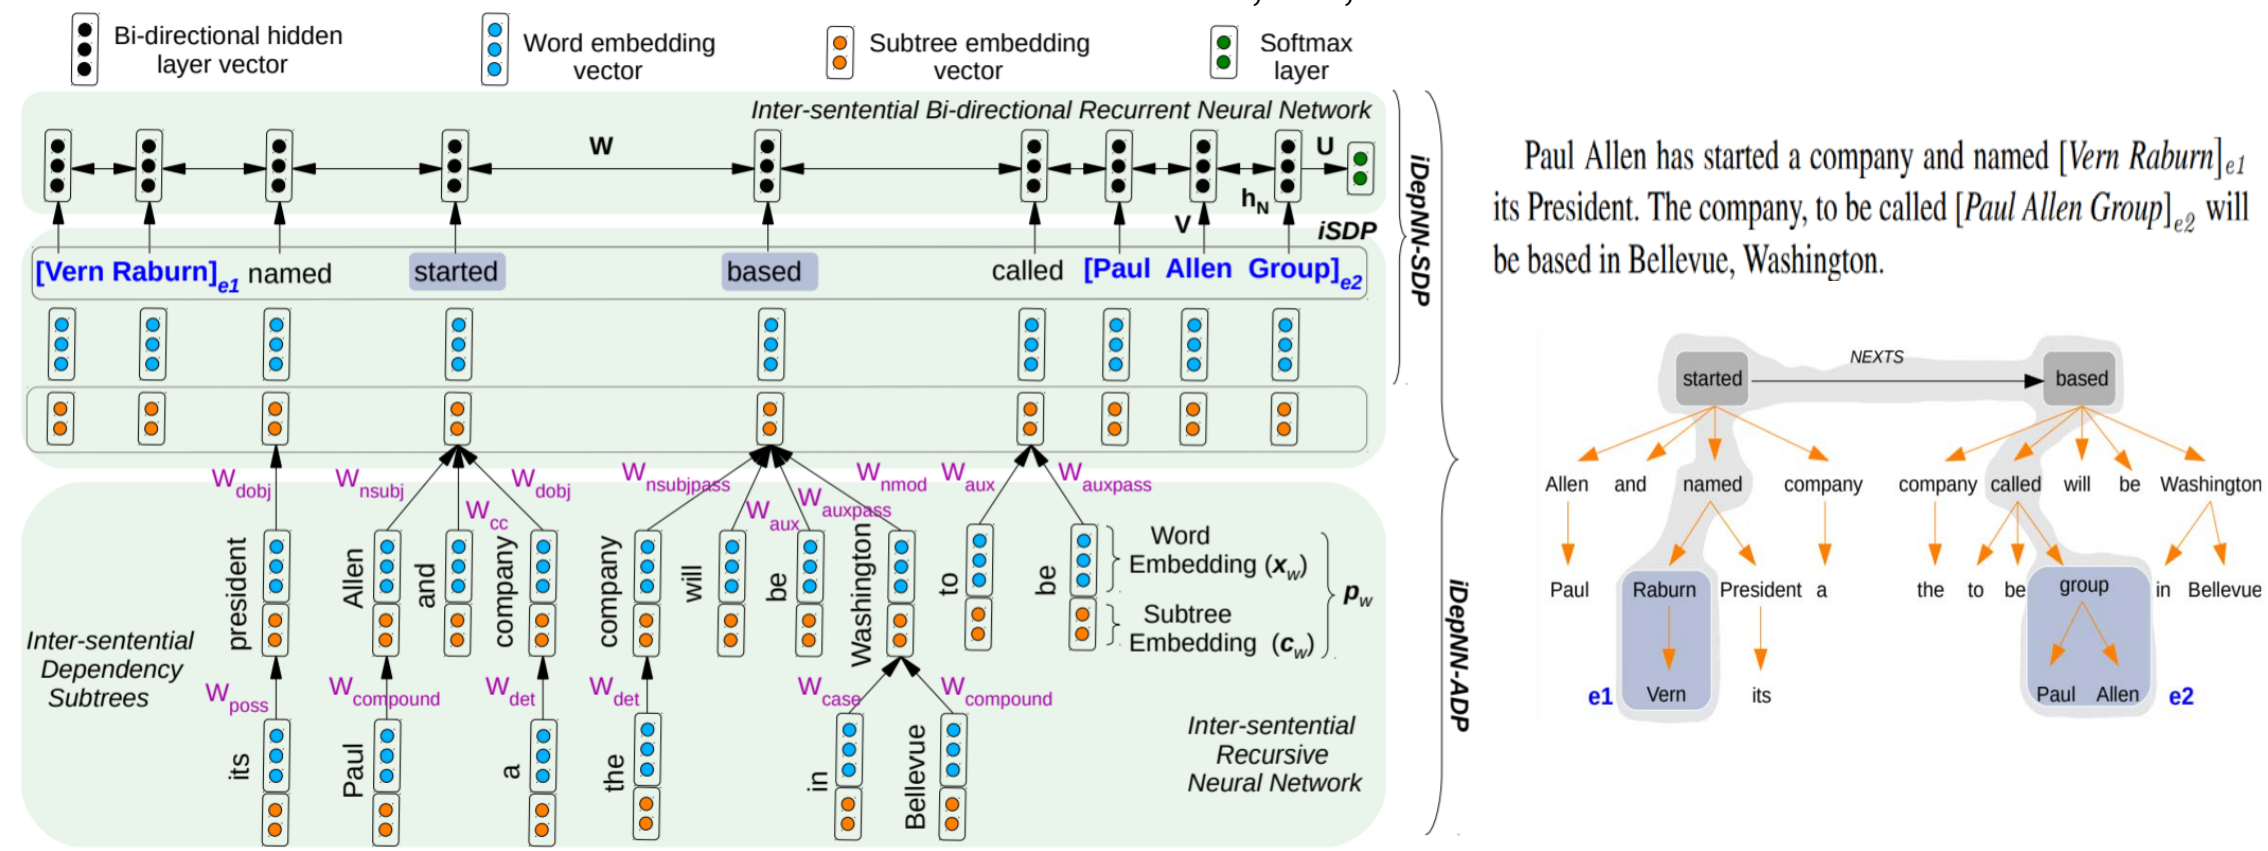 Bi-directional hidden
layer vector
Word embedding
vector
Subtree embedding
vector
Softmax
layer
Inter-sentential Bi-directional Recurrent Neural Network
W
U
hN
V
iSDP
[Vern Raburn]e1 named started based called [Paul Allen Group]e2
iDepNN-SDP
iDepNN-ADP
Wdobj
Wnsubj
Wcc
Wdobj
Wnsubjpass
Waux
Wauxpass
Wnmod
Waux
Wauxpass
president
Allen
and
company
company
will
be
Washington
to
be
Word
Embedding (xw)
Subtree
Embedding (cw)
pw
Inter-sentential
Dependency
Subtrees
Wposs
Wcompound
Wdet
Wdet
Wcase
Wcompound
its
Paul
a
the
in
Bellevue
Inter-sentential
Recursive
Neural Network
Paul Allen has started a company and named [Vern Raburn]e1
its President. The company, to be called [Paul Allen Group]e2 will
be based in Bellevue, Washington.
started
NEXTS
based
Allen and named company company called will be Washington
Paul Raburn President a the to be group in Bellevue
e1 Vern its Paul Allen e2